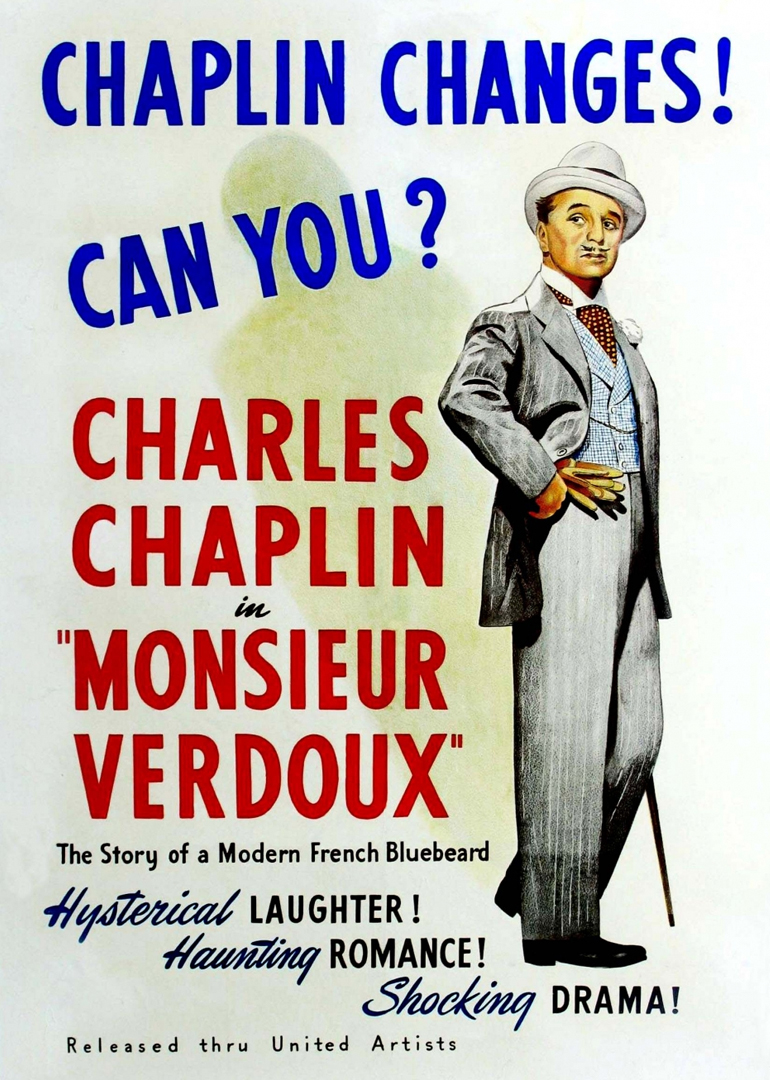 CHAPLIN CHANGES!
CAN YOU?
CHARLES
CHAPLIN
in
"MONSIEUR
VERDOUX"
The Story of a Modern French Bluebeard
Hysterical LAUGHTER!
Haunting ROMANCE!
Shocking DRAMA!
Released thru United Artists